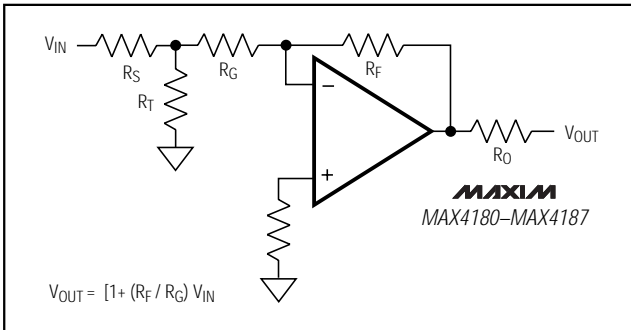 VIN
RS
RT
RG
RF
−
+
RO
VOUT
MAXIM
MAX4180–MAX4187
VOUT = [1+ (RF / RG) VIN